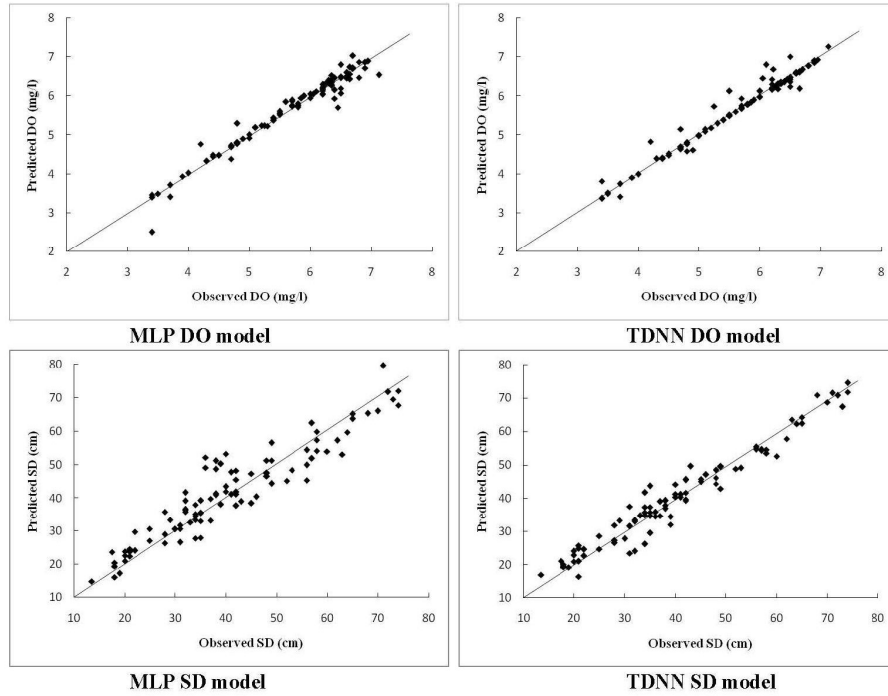 8
7
6
5
4
3
2
Predicted DO (mg/l)
2 3 4 5 6 7 8
Observed DO (mg/l)
MLP DO model
8
7
6
5
4
3
2
Predicted DO (mg/l)
2 3 4 5 6 7 8
Observed DO (mg/l)
TDNN DO model
80
70
60
50
40
30
20
10
Predicted SD (cm)
10 20 30 40 50 60 70 80
Observed SD (cm)
MLP SD model
80
70
60
50
40
30
20
10
Predicted SD (cm)
10 20 30 40 50 60 70 80
Observed SD (cm)
TDNN SD model